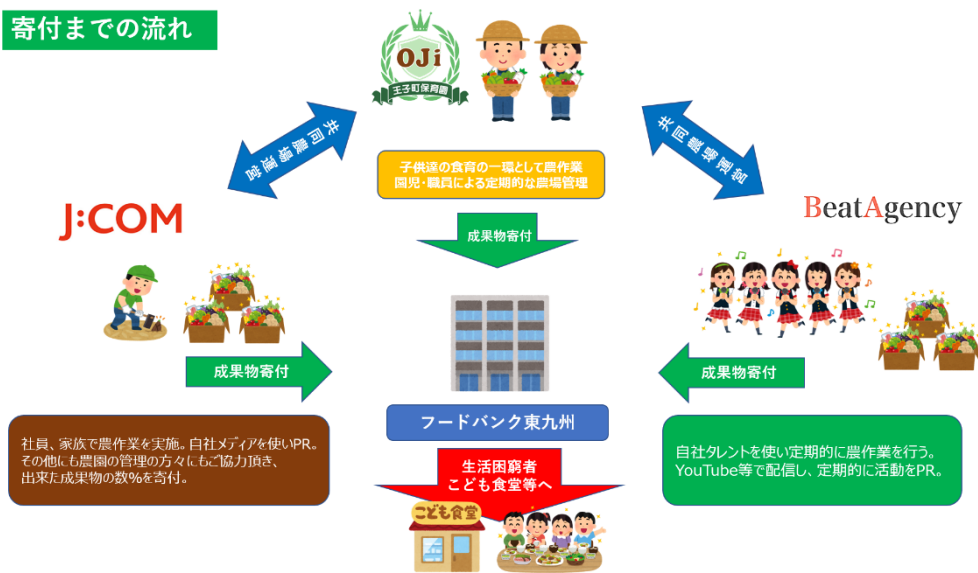 寄付までの流れ
OJi
王子町保育園
共同農場運営
共同農場運営
子供達の食育の一環として農作業
園児・職員による定期的な農場管理
J:COM
BeatAgency
成果物寄付
成果物寄付
成果物寄付
フードバンク東九州
社員、家族で農作業を実施。自社メディアを使いPR。
その他にも農園の管理の方々にもご協力頂き、
出来た成果物の数%を寄付。
自社タレントを使い定期的に農作業を行う。
YouTube等で配信し、定期的に活動をPR。
生活困窮者
こども食堂等へ
こども食堂